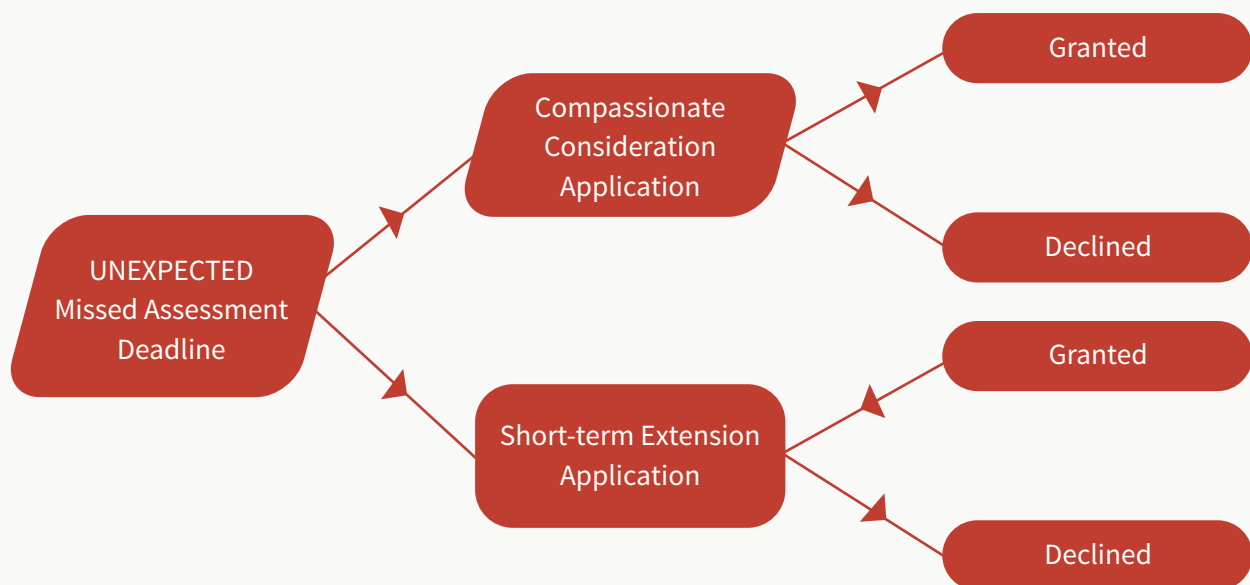 UNEXPECTED
Missed Assessment
Deadline
Compassionate
Consideration
Application
Granted
Declined
Short-term Extension
Application
Granted
Declined